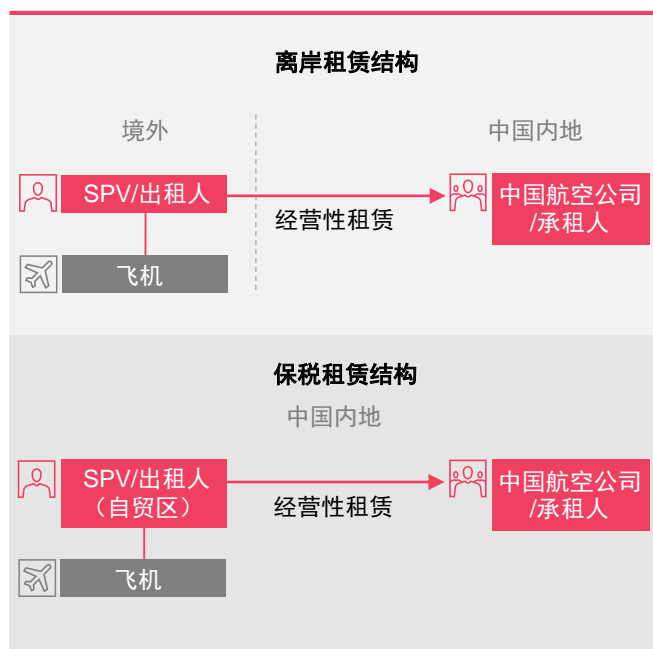 离岸租赁结构
境外
中国内地
SPV/出租人
经营性租赁
中国航空公司
/承租人
飞机
保税租赁结构
中国内地
SPV/出租人
（自贸区）
经营性租赁
中国航空公司
/承租人
飞机